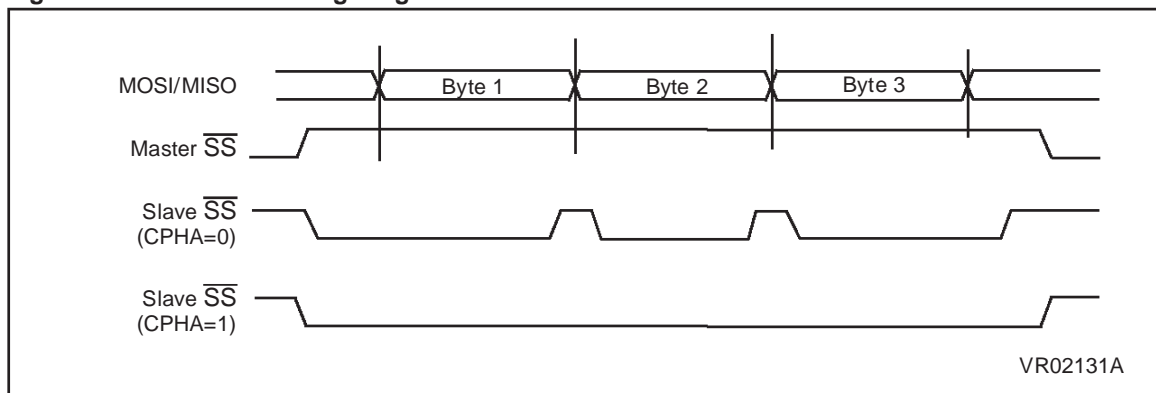 MOSI/MISO
Byte 1
Byte 2
Byte 3
Master SS
Slave SS
(CPHA=0)
Slave SS
(CPHA=1)
VR02131A